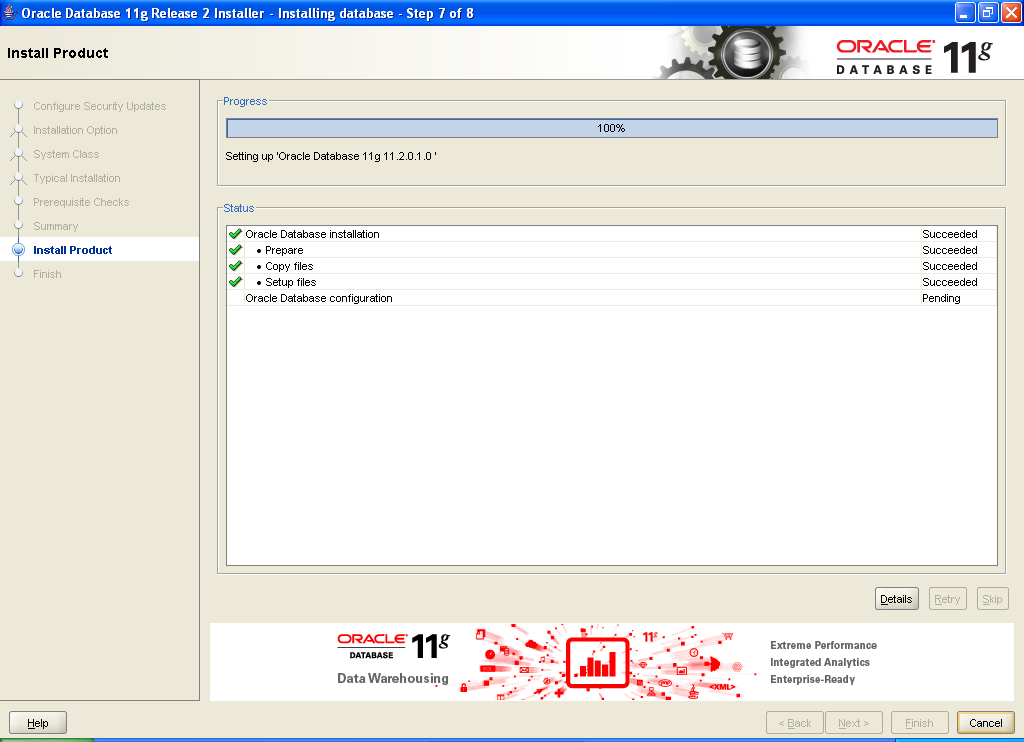 Oracle Database 11g Release 2 Installer - Installing database - Step 7 of 8
Install Product
ORACLE
DATABASE 11g
Configure Security Updates
Installation Option
System Class
Typical Installation
Prerequisite Checks
Summary
Install Product
Finish
Progress
100%
Setting up 'Oracle Database 11g 11.2.0.1.0 '
Status
Oracle Database installation Succeeded
• Prepare Succeeded
• Copy files Succeeded
• Setup files Succeeded
Oracle Database configuration Pending
Details Retry Skip
ORACLE
DATABASE 11g
Data Warehousing
11g
<XML>
Extreme Performance
Integrated Analytics
Enterprise-Ready
Help < Back Next > Finish Cancel